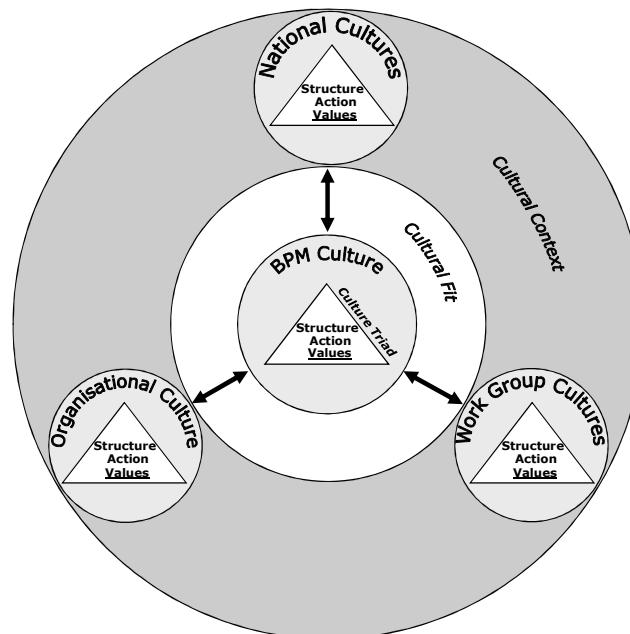 National Cultures
Structure
Action
Values
Cultural Context
Cultural Fit
BPM Culture
Culture Triad
Structure
Action
Values
Organisational Culture
Structure
Action
Values
Work Group Cultures
Structure
Action
Values